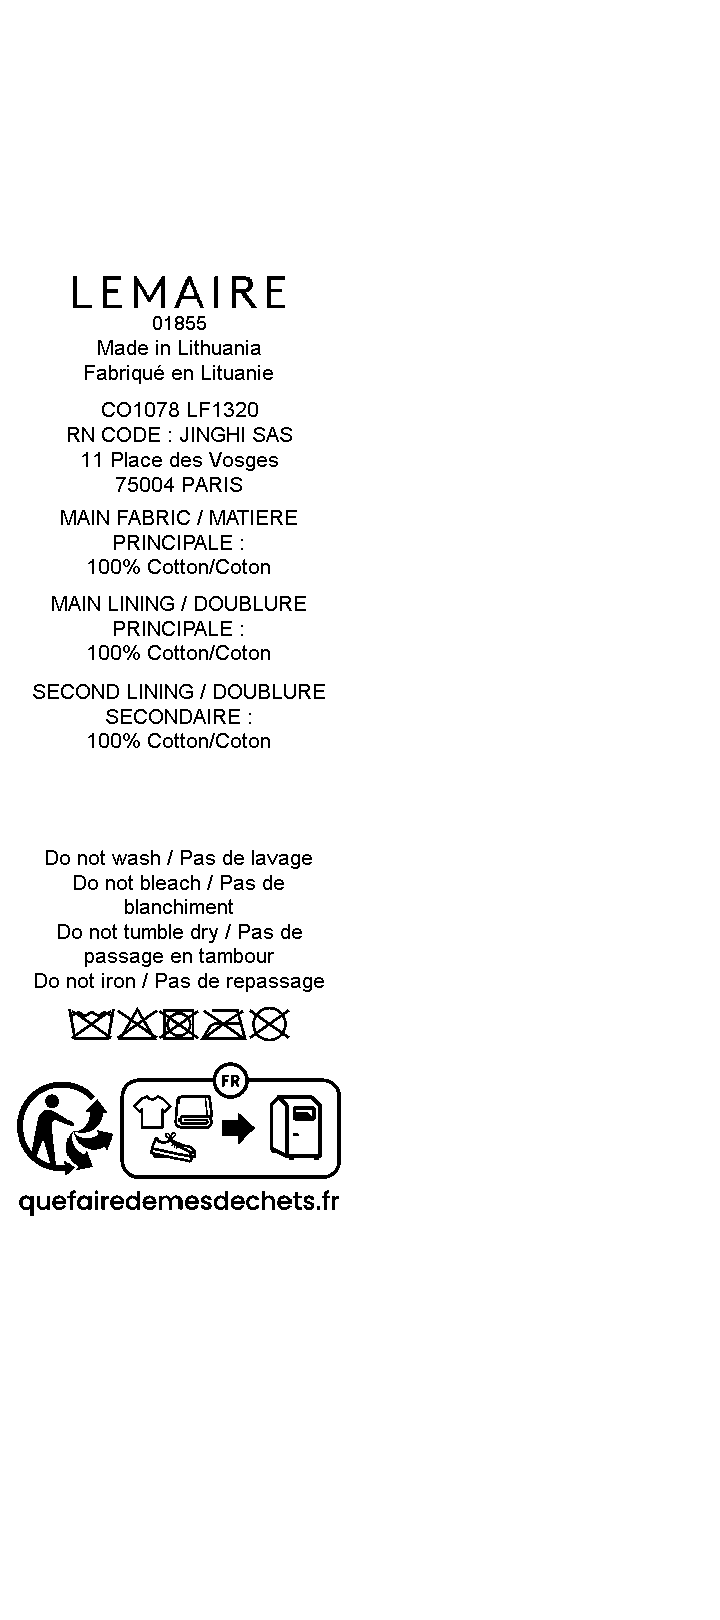 LEMAIRE
01855
Made in Lithuania
Fabriqué en Lituanie
CO1078 LF1320
RN CODE : JINGHI SAS
11 Place des Vosges
75004 PARIS
MAIN FABRIC / MATIERE
PRINCIPALE :
100% Cotton/Coton
MAIN LINING / DOUBLURE
PRINCIPALE :
100% Cotton/Coton
SECOND LINING / DOUBLURE
SECONDAIRE :
100% Cotton/Coton
Do not wash / Pas de lavage
Do not bleach / Pas de
blanchiment
Do not tumble dry / Pas de
passage en tambour
Do not iron / Pas de repassage
FR
quefairedemesdechets.fr